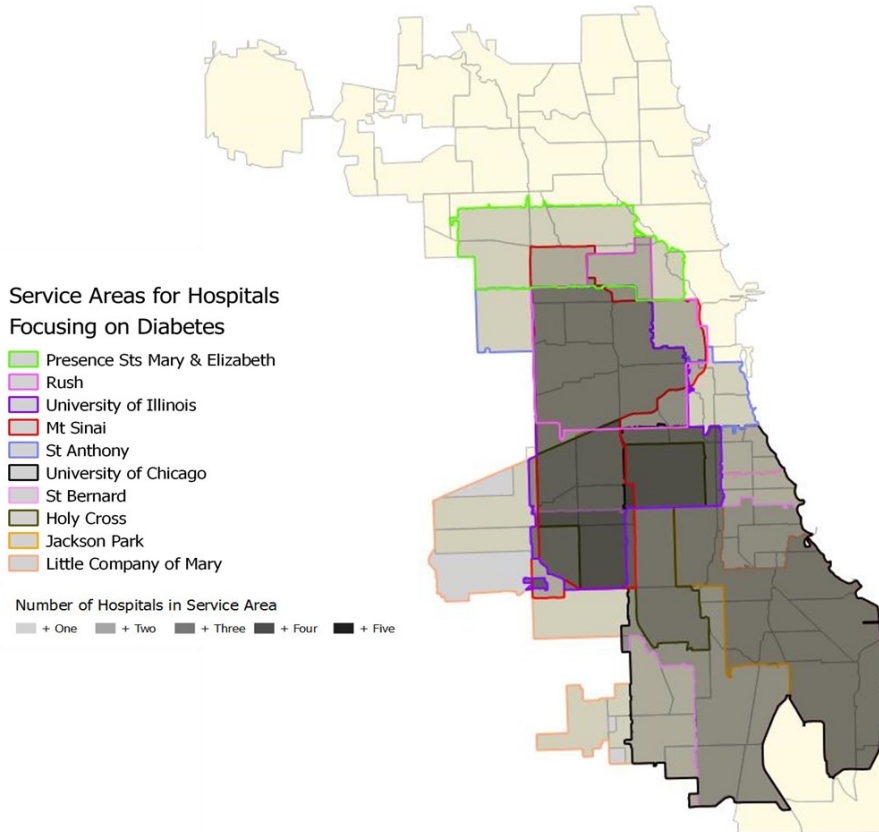 Service Areas for Hospitals
Focusing on Diabetes
Presence Sts Mary & Elizabeth
Rush
University of Illinois
Mt Sinai
St Anthony
University of Chicago
St Bernard
Holy Cross
Jackson Park
Little Company of Mary
Number of Hospitals in Service Area
+ One + Two + Three + Four + Five